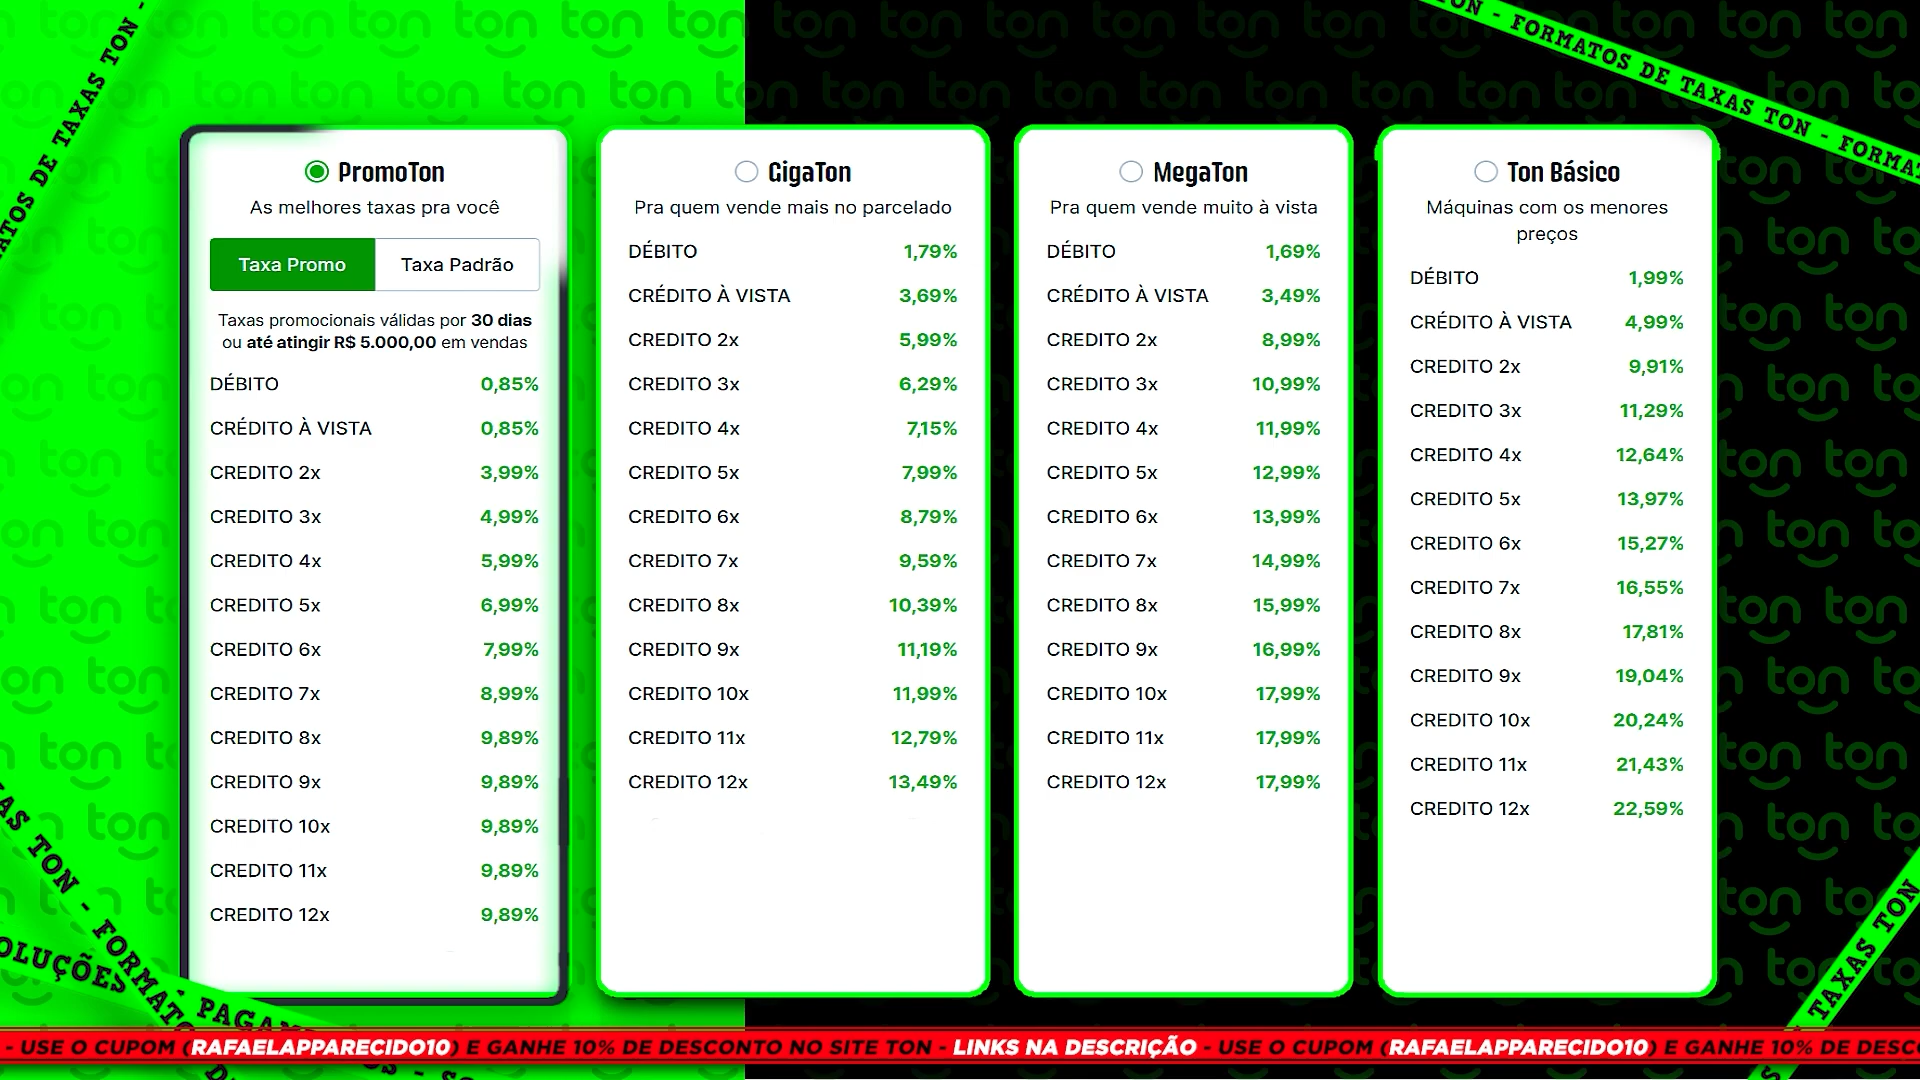 FORMATOS DE TAXAS TON -
TON - FORMATOS DE TAXAS TON - FORMAT
PromoTon
As melhores taxas pra você
Taxa Promo
Taxa Padrão
Taxas promocionais válidas por 30 dias
ou até atingir R$ 5.000,00 em vendas
DÉBITO 0,85%
CRÉDITO À VISTA 0,85%
CREDITO 2x 3,99%
CREDITO 3x 4,99%
CREDITO 4x 5,99%
CREDITO 5x 6,99%
CREDITO 6x 7,99%
CREDITO 7x 8,99%
CREDITO 8x 9,89%
CREDITO 9x 9,89%
CREDITO 10x 9,89%
CREDITO 11x 9,89%
CREDITO 12x 9,89%
GigaTon
Pra quem vende mais no parcelado
DÉBITO 1,79%
CRÉDITO À VISTA 3,69%
CREDITO 2x 5,99%
CREDITO 3x 6,29%
CREDITO 4x 7,15%
CREDITO 5x 7,99%
CREDITO 6x 8,79%
CREDITO 7x 9,59%
CREDITO 8x 10,39%
CREDITO 9x 11,19%
CREDITO 10x 11,99%
CREDITO 11x 12,79%
CREDITO 12x 13,49%
MegaTon
Pra quem vende muito à vista
DÉBITO 1,69%
CRÉDITO À VISTA 3,49%
CREDITO 2x 8,99%
CREDITO 3x 10,99%
CREDITO 4x 11,99%
CREDITO 5x 12,99%
CREDITO 6x 13,99%
CREDITO 7x 14,99%
CREDITO 8x 15,99%
CREDITO 9x 16,99%
CREDITO 10x 17,99%
CREDITO 11x 17,99%
CREDITO 12x 17,99%
Ton Básico
Máquinas com os menores
preços
DÉBITO 1,99%
CRÉDITO À VISTA 4,99%
CREDITO 2x 9,91%
CREDITO 3x 11,29%
CREDITO 4x 12,64%
CREDITO 5x 13,97%
CREDITO 6x 15,27%
CREDITO 7x 16,55%
CREDITO 8x 17,81%
CREDITO 9x 19,04%
CREDITO 10x 20,24%
CREDITO 11x 21,43%
CREDITO 12x 22,59%
TAXAS TON
- USE O CUPOM (RAFAELAPPARECIDO10) E GANHE 10% DE DESCONTO NO SITE TON - LINKS NA DESCRIÇÃO - USE O CUPOM (RAFAELAPPARECIDO10) E GANHE 10% DE DESC